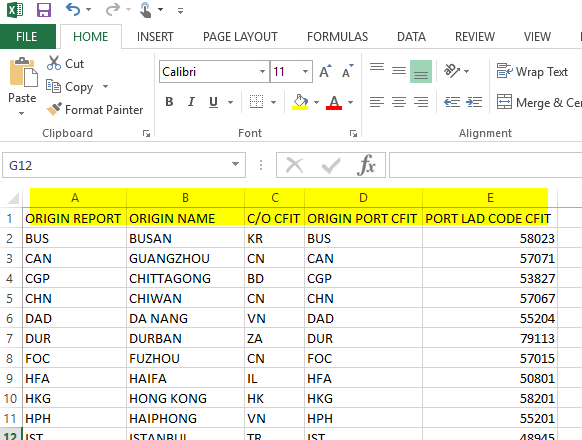 FILE HOME INSERT PAGE LAYOUT FORMULAS DATA REVIEW VIEW
Cut
Copy
Format Painter
Paste
Clipboard
Calibri 11
B I U
Font
Wrap Text
Merge & Ce
Alignment
G12
fx
A B C D E
1 ORIGIN REPORT ORIGIN NAME C/O CFIT ORIGIN PORT CFIT PORT LAD CODE CFIT
2 BUS BUSAN KR BUS 58023
3 CAN GUANGZHOU CN CAN 57071
4 CGP CHITTAGONG BD CGP 53827
5 CHN CHIWAN CN CHN 57067
6 DAD DA NANG VN DAD 55204
7 DUR DURBAN ZA DUR 79113
8 FOC FUZHOU CN FOC 57015
9 HFA HAIFA IL HFA 50801
10 HKG HONG KONG HK HKG 58201
11 HPH HAIPHONG VN HPH 55201
12 IST ISTANBUL TR IST 48945